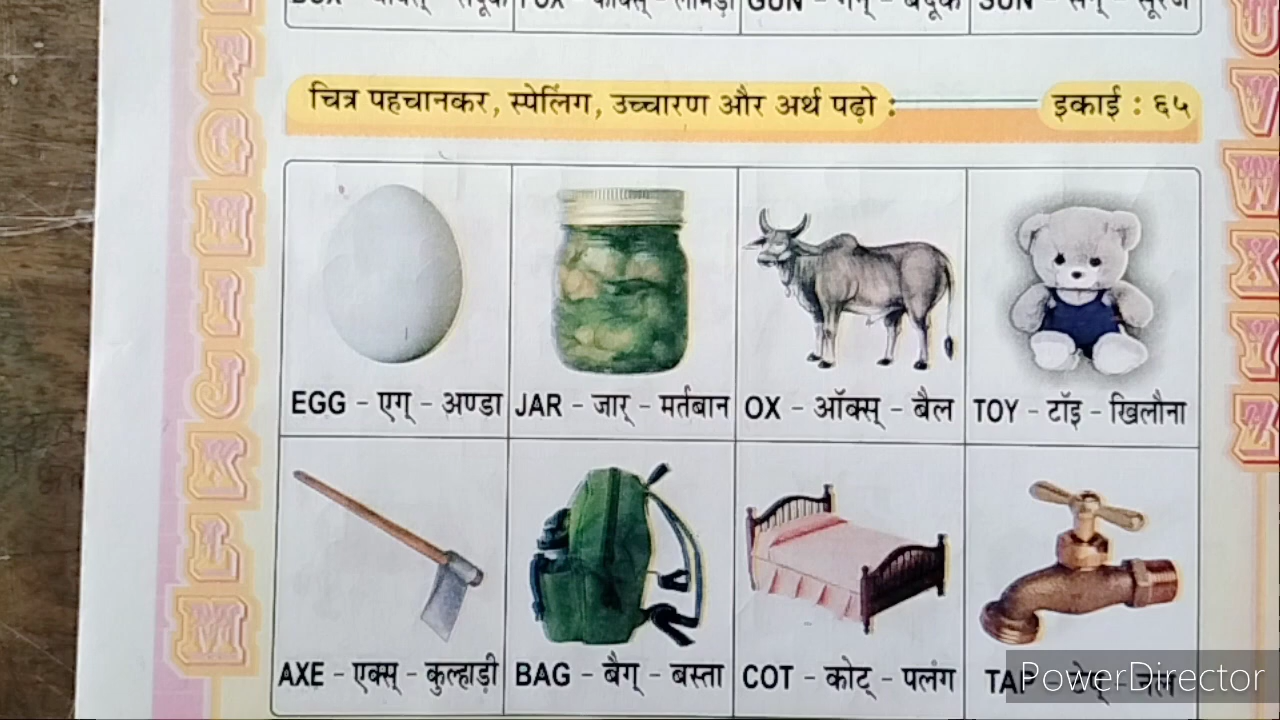 चित्र पहचानकर, स्पेलिंग, उच्चारण और अर्थ पढ़ो :
इकाई : ६५
EGG - एग् - अण्डा
JAR - जार् - मर्तबान
OX - ऑक्स् - बैल
TOY - टॉइ - खिलौना
AXE - एक्स् - कुल्हाड़ी
BAG - बैग् - बस्ता
COT - कोट् - पलंग
TAP
PowerDirector
F
G
H
I
J
K
L
M
U
V
W
X
Y
Z